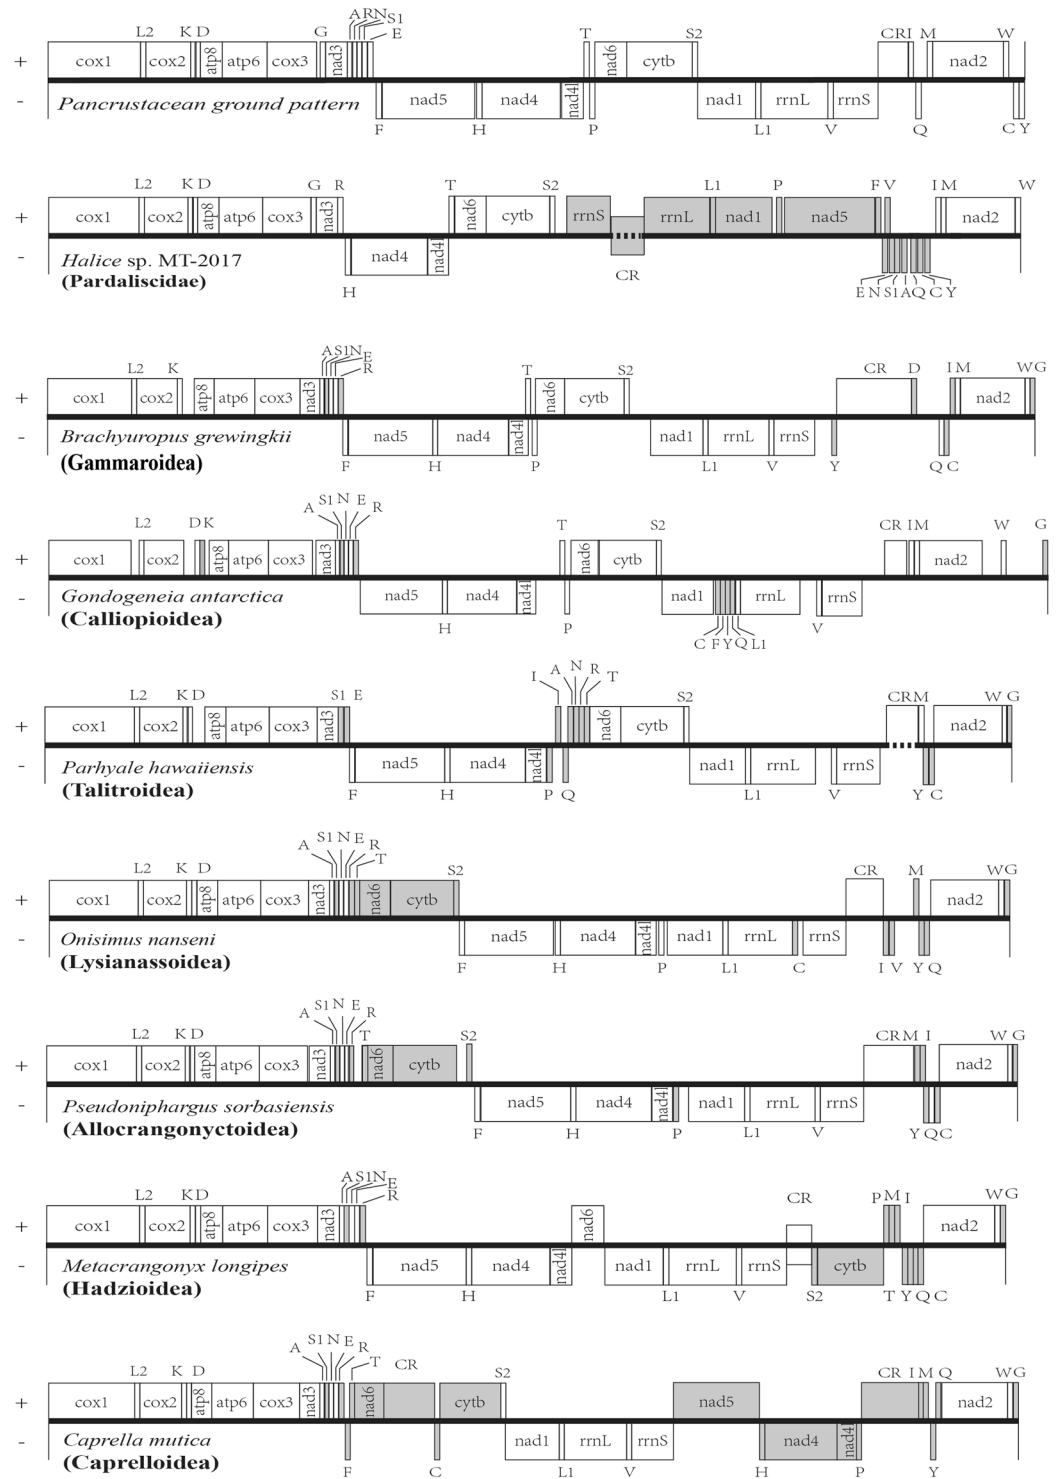 ARNS1
L2 K D G E T S2 CR I M W
+ cox1 cox2 atp8 atp6 cox3 nad3 nad6 cytb nad2
- Pancrustacean ground pattern nad5 nad4 nad4l nad1 rrnL rrnS
F H P L1 V Q C Y
L2 K D G R T S2 L1 P F V I M W
+ cox1 cox2 atp8 atp6 cox3 nad3 nad6 cytb rrnS rrnL nad1 nad5 nad2
- Halice sp. MT-2017 nad4 nad4l
CR
(Pardaliscidae)
H E N S1 A Q C Y
A S1 N E
L2 K R T S2 CR D I M W G
+ cox1 cox2 atp8 atp6 cox3 nad3 nad6 cytb nad2
- Brachyuropus grewingkii nad5 nad4 nad4l nad1 rrnL rrnS
(Gammaroidea) F H P L1 V Y Q C
A S1 N E R
L2 D K T S2 CR I M W G
+ cox1 cox2 atp8 atp6 cox3 nad3 nad6 cytb nad2
- Gondogeneia antarctica nad5 nad4 nad4l nad1 rrnL rrnS
(Calliopioidea) H P V
C F Y Q L1
I A N R T
L2 K D S1 E S2 CR M W G
+ cox1 cox2 atp8 atp6 cox3 nad3 nad6 cytb nad2
- Parhyale hawaiiensis nad5 nad4 nad4l nad1 rrnL rrnS
(Talitroidea) F H P Q L1 V Y C
A S1 N E R T
L2 K D S2 CR M W G
+ cox1 cox2 atp8 atp6 cox3 nad3 nad6 cytb nad2
- Onisimus nanseni nad5 nad4 nad4l nad1 rrnL rrnS
(Lysianassoidea) F H P L1 C I V Y Q
A S1 N E R
L2 K D T S2 CR M I W G
+ cox1 cox2 atp8 atp6 cox3 nad3 nad6 cytb nad2
- Pseudoniphargus sorbasiensis nad5 nad4 nad4l nad1 rrnL rrnS
(Allocrangonyctoidea) F H P L1 V Y Q C
A S1 N E
L2 K D R CR P M I W G
+ cox1 cox2 atp8 atp6 cox3 nad3 nad6 nad2
- Metacrangonyx longipes nad5 nad4 nad4l nad1 rrnL rrnS cytb
(Hadzioidea) F H L1 V S2 T Y Q C
A S1 N E R T
L2 K D CR S2 CR I M Q W G
+ cox1 cox2 atp8 atp6 cox3 nad3 nad6 cytb nad5 nad2
- Caprella mutica nad1 rrnL rrnS nad4 nad4l
(Caprelloidea) F C L1 V H P Y